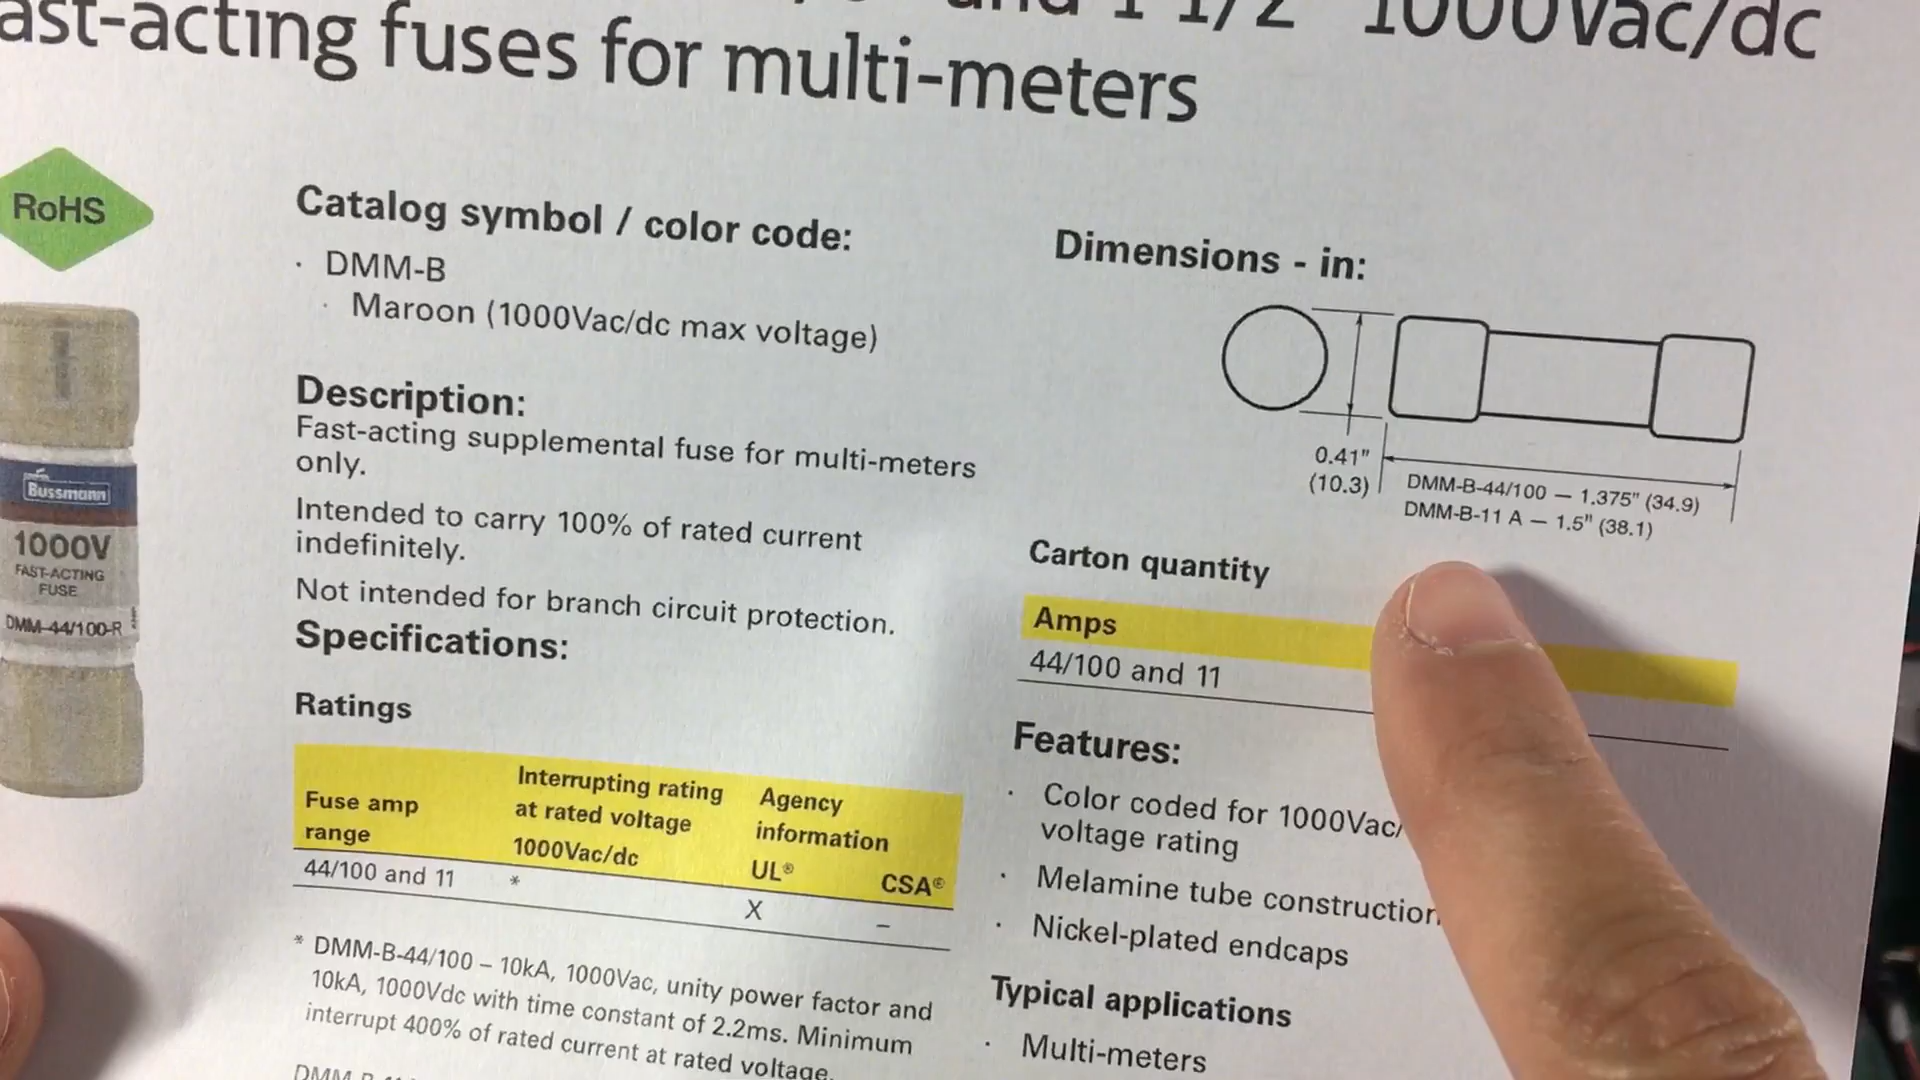 and 1 1/2" 1000Vac/dc
ast-acting fuses for multi-meters
RoHS
Catalog symbol / color code:
· DMM-B
· Maroon (1000Vac/dc max voltage)
Description:
Fast-acting supplemental fuse for multi-meters
only.
Intended to carry 100% of rated current
indefinitely.
Not intended for branch circuit protection.
Specifications:
Ratings
Fuse amp
range
Interrupting rating
at rated voltage
1000Vac/dc
Agency
information
UL® CSA®
44/100 and 11 * X –
* DMM-B-44/100 – 10kA, 1000Vac, unity power factor and
10kA, 1000Vdc with time constant of 2.2ms. Minimum
interrupt 400% of rated current at rated voltage.
Bussmann
1000V
FAST-ACTING
FUSE
DMM-44/100-R
Dimensions - in:
0.41"
(10.3)
DMM-B-44/100 — 1.375" (34.9)
DMM-B-11 A — 1.5" (38.1)
Carton quantity
Amps
44/100 and 11
Features:
· Color coded for 1000Vac/
voltage rating
· Melamine tube construction
· Nickel-plated endcaps
Typical applications
· Multi-meters